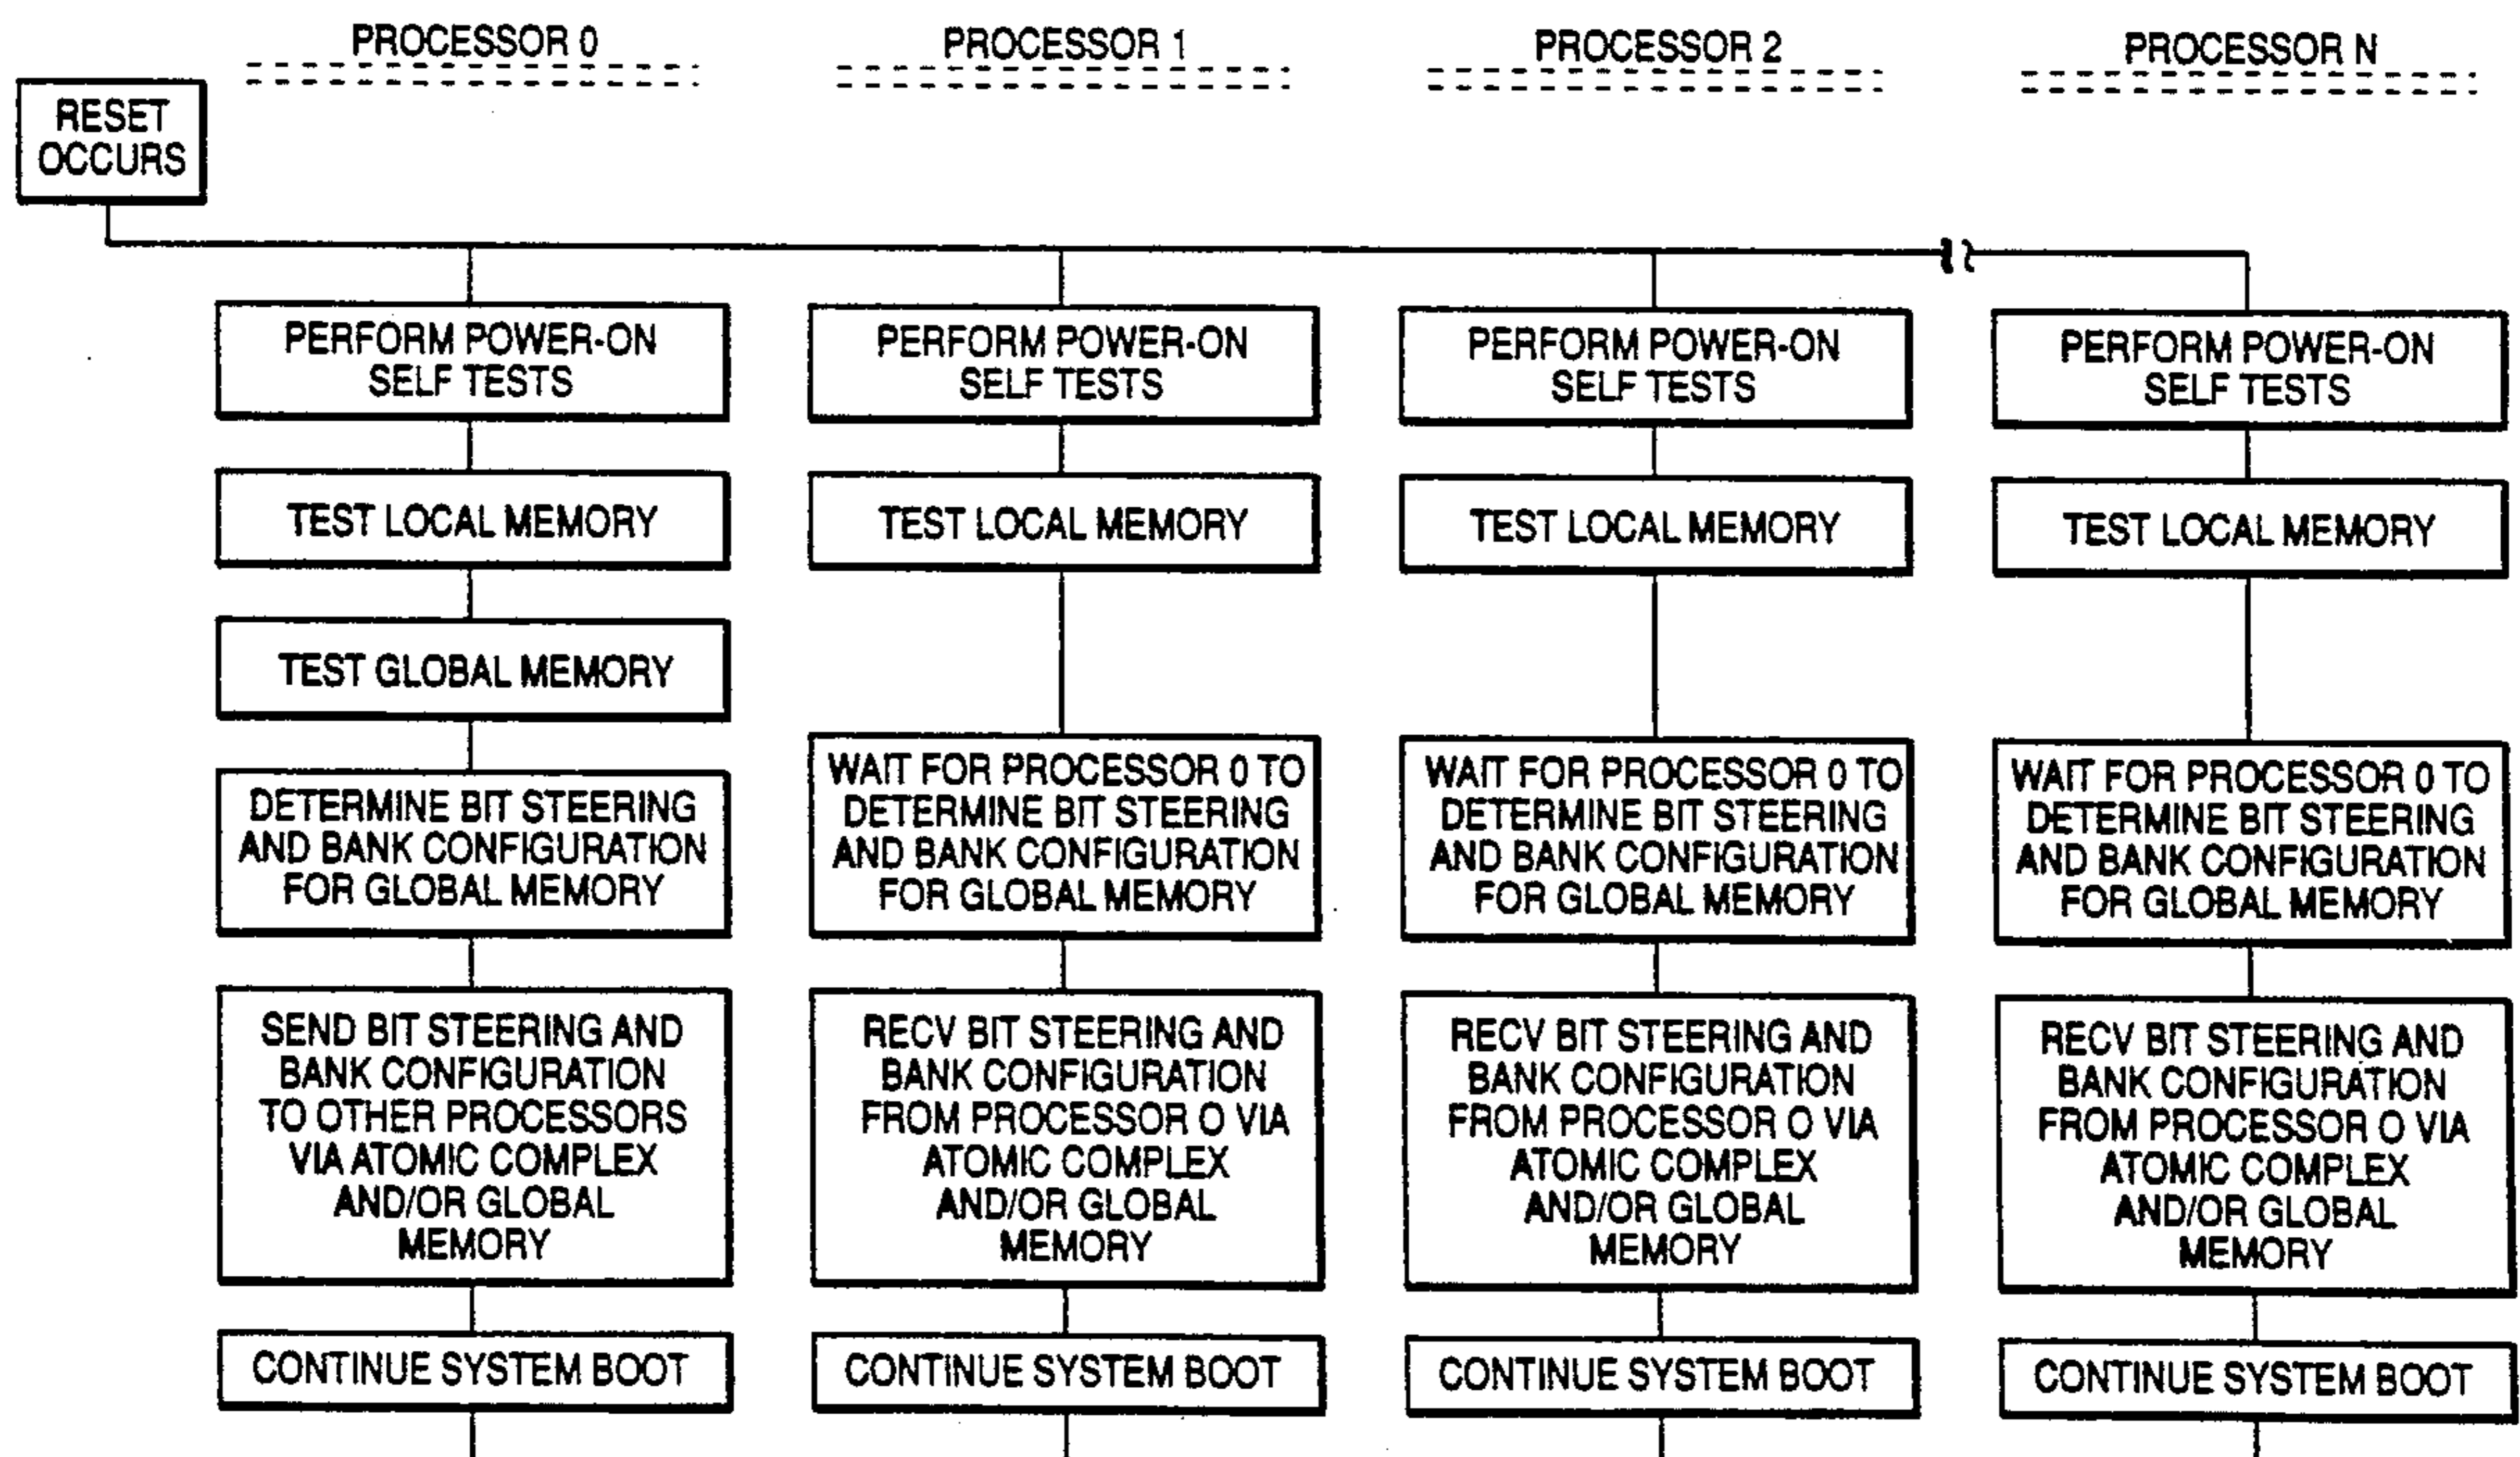 PROCESSOR 0
PROCESSOR 1
PROCESSOR 2
PROCESSOR N
RESET
OCCURS
PERFORM POWER-ON
SELF TESTS
PERFORM POWER-ON
SELF TESTS
PERFORM POWER-ON
SELF TESTS
PERFORM POWER-ON
SELF TESTS
TEST LOCAL MEMORY
TEST LOCAL MEMORY
TEST LOCAL MEMORY
TEST LOCAL MEMORY
TEST GLOBAL MEMORY
DETERMINE BIT STEERING
AND BANK CONFIGURATION
FOR GLOBAL MEMORY
WAIT FOR PROCESSOR 0 TO
DETERMINE BIT STEERING
AND BANK CONFIGURATION
FOR GLOBAL MEMORY
WAIT FOR PROCESSOR 0 TO
DETERMINE BIT STEERING
AND BANK CONFIGURATION
FOR GLOBAL MEMORY
WAIT FOR PROCESSOR 0 TO
DETERMINE BIT STEERING
AND BANK CONFIGURATION
FOR GLOBAL MEMORY
SEND BIT STEERING AND
BANK CONFIGURATION
TO OTHER PROCESSORS
VIA ATOMIC COMPLEX
AND/OR GLOBAL
MEMORY
RECV BIT STEERING AND
BANK CONFIGURATION
FROM PROCESSOR O VIA
ATOMIC COMPLEX
AND/OR GLOBAL
MEMORY
RECV BIT STEERING AND
BANK CONFIGURATION
FROM PROCESSOR O VIA
ATOMIC COMPLEX
AND/OR GLOBAL
MEMORY
RECV BIT STEERING AND
BANK CONFIGURATION
FROM PROCESSOR O VIA
ATOMIC COMPLEX
AND/OR GLOBAL
MEMORY
CONTINUE SYSTEM BOOT
CONTINUE SYSTEM BOOT
CONTINUE SYSTEM BOOT
CONTINUE SYSTEM BOOT